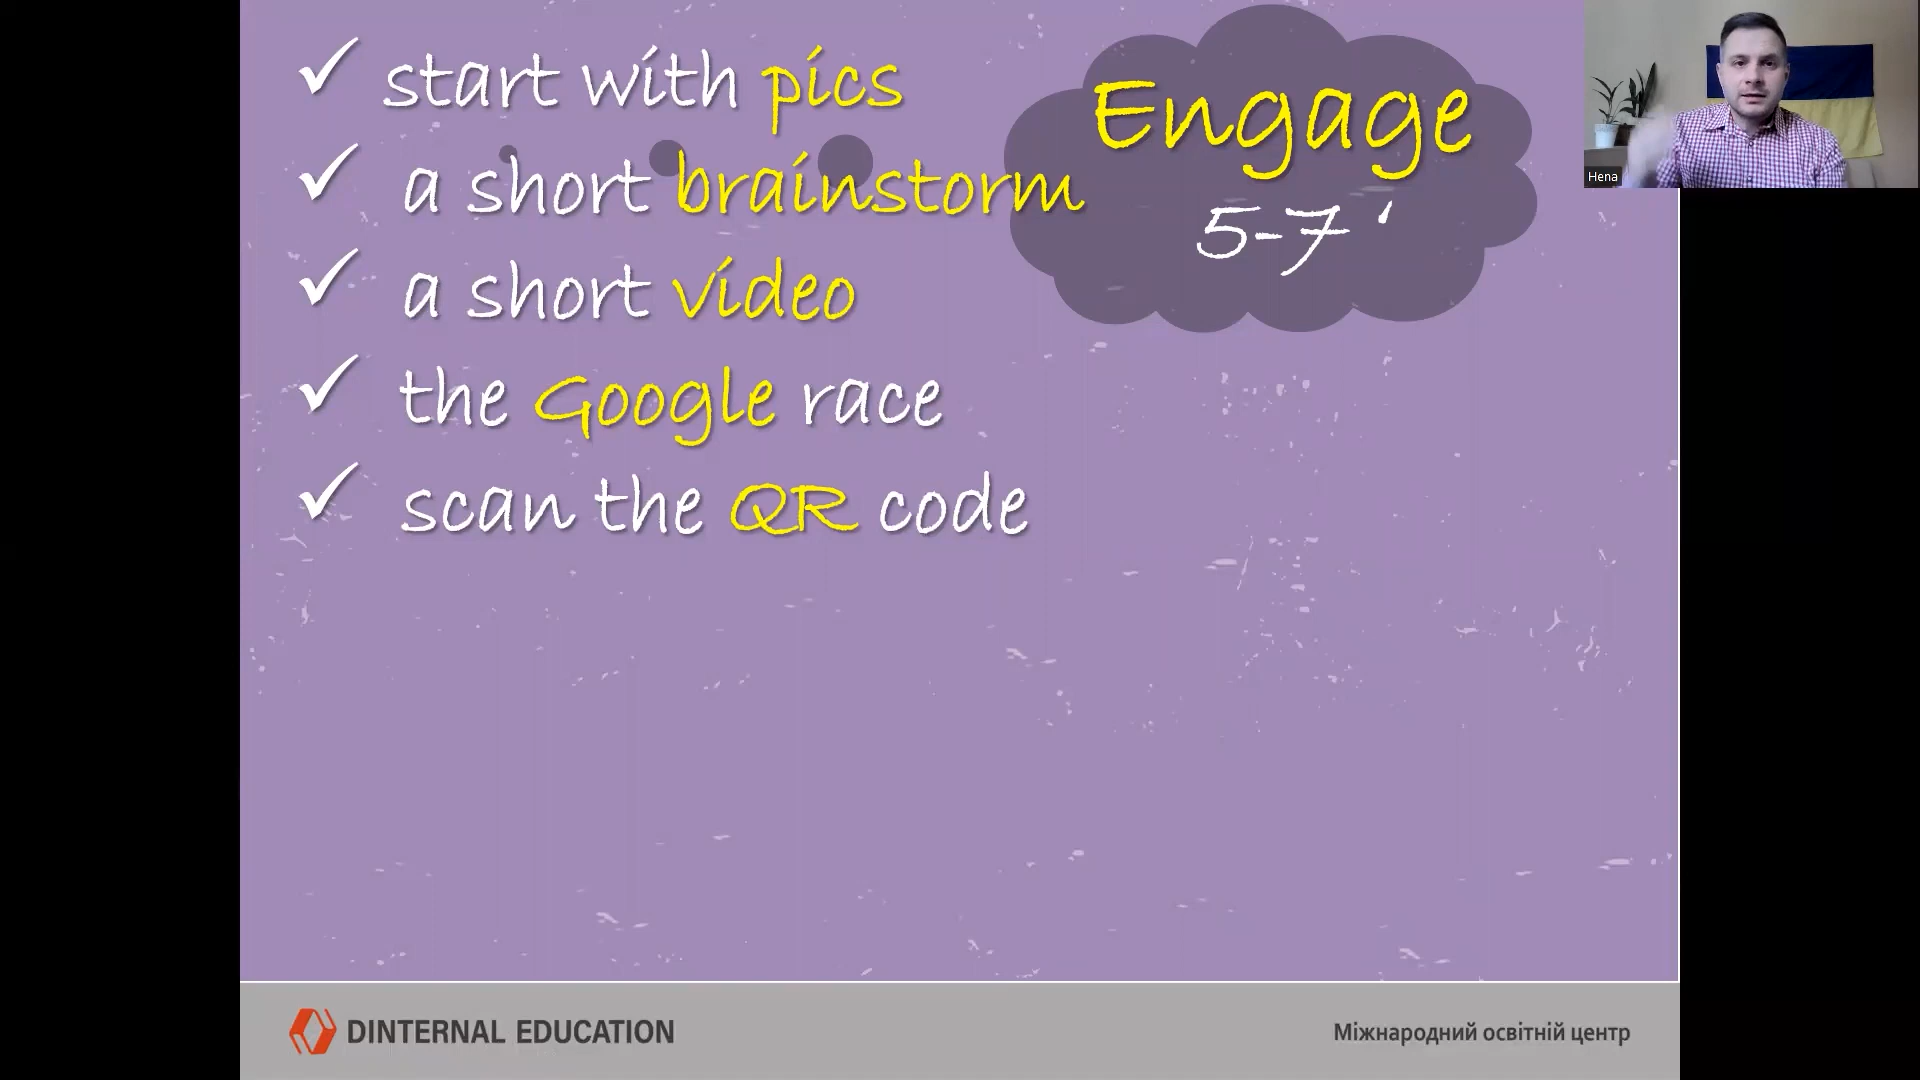 ✓ start with pics
✓ a short brainstorm
✓ a short video
✓ the Google race
✓ scan the QR code
Engage
5-7 '
Hena
DINTERNAL EDUCATION
Міжнародний освітній центр